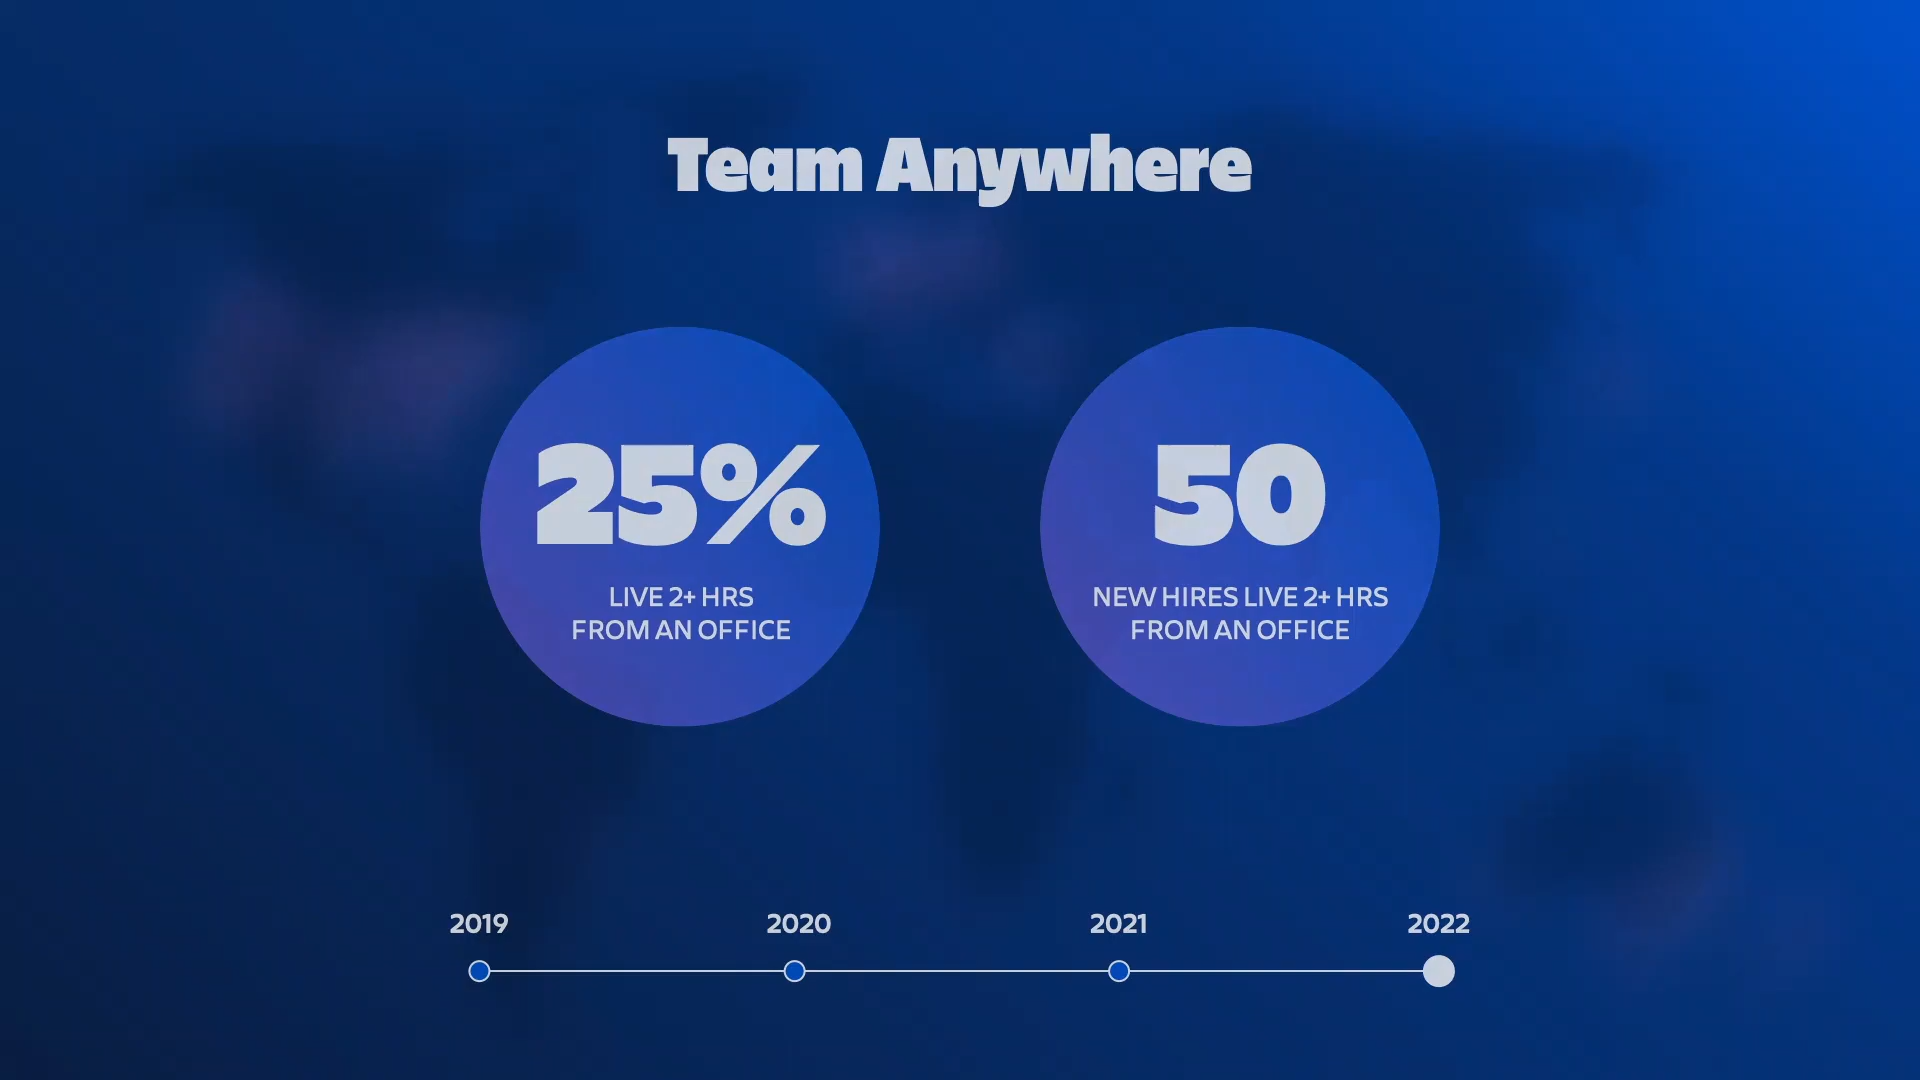 Team Anywhere
25%
LIVE 2+ HRS
FROM AN OFFICE
50
NEW HIRES LIVE 2+ HRS
FROM AN OFFICE
2019
2020
2021
2022